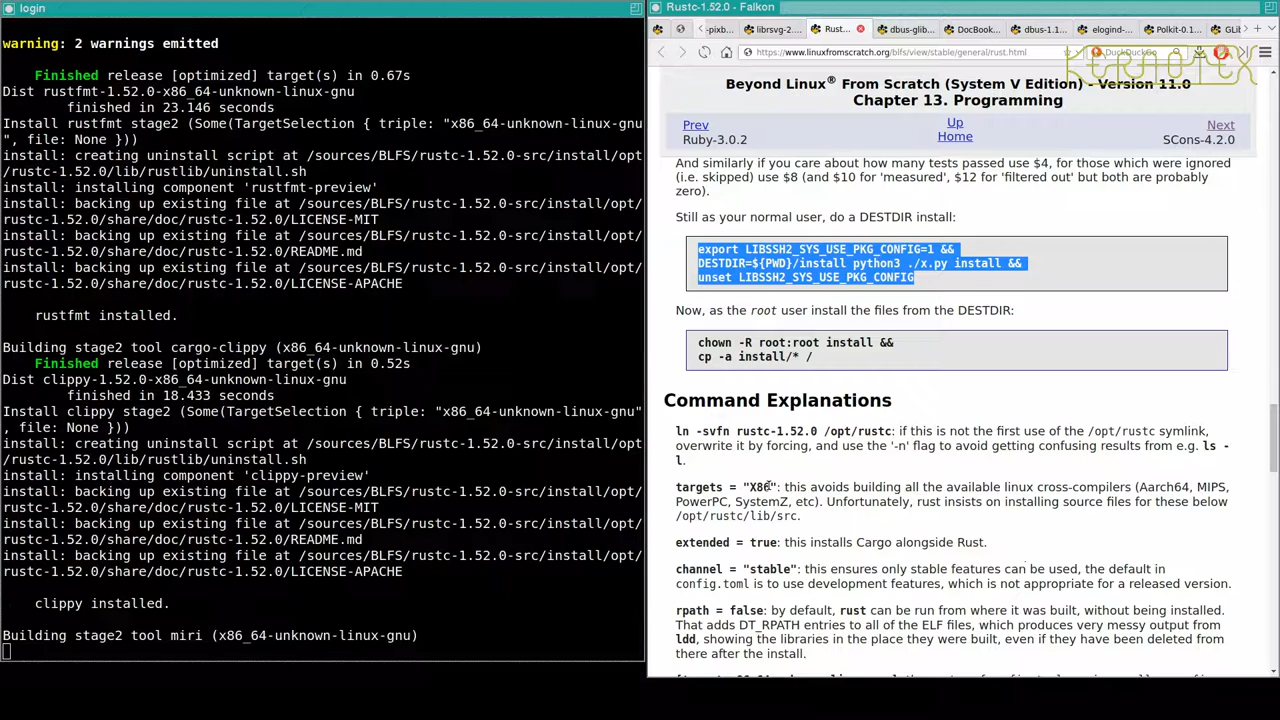 login
warning: 2 warnings emitted
Finished release [optimized] target(s) in 0.67s
Dist rustfmt-1.52.0-x86_64-unknown-linux-gnu
finished in 23.146 seconds
Install rustfmt stage2 (Some(TargetSelection { triple: "x86_64-unknown-linux-gnu
", file: None }))
install: creating uninstall script at /sources/BLFS/rustc-1.52.0-src/install/opt
/rustc-1.52.0/lib/rustlib/uninstall.sh
install: installing component 'rustfmt-preview'
install: backing up existing file at /sources/BLFS/rustc-1.52.0-src/install/opt/
rustc-1.52.0/share/doc/rustc-1.52.0/LICENSE-MIT
install: backing up existing file at /sources/BLFS/rustc-1.52.0-src/install/opt/
rustc-1.52.0/share/doc/rustc-1.52.0/README.md
install: backing up existing file at /sources/BLFS/rustc-1.52.0-src/install/opt/
rustc-1.52.0/share/doc/rustc-1.52.0/LICENSE-APACHE
rustfmt installed.
Building stage2 tool cargo-clippy (x86_64-unknown-linux-gnu)
Finished release [optimized] target(s) in 0.52s
Dist clippy-1.52.0-x86_64-unknown-linux-gnu
finished in 18.433 seconds
Install clippy stage2 (Some(TargetSelection { triple: "x86_64-unknown-linux-gnu"
, file: None }))
install: creating uninstall script at /sources/BLFS/rustc-1.52.0-src/install/opt
/rustc-1.52.0/lib/rustlib/uninstall.sh
install: installing component 'clippy-preview'
install: backing up existing file at /sources/BLFS/rustc-1.52.0-src/install/opt/
rustc-1.52.0/share/doc/rustc-1.52.0/LICENSE-MIT
install: backing up existing file at /sources/BLFS/rustc-1.52.0-src/install/opt/
rustc-1.52.0/share/doc/rustc-1.52.0/README.md
install: backing up existing file at /sources/BLFS/rustc-1.52.0-src/install/opt/
rustc-1.52.0/share/doc/rustc-1.52.0/LICENSE-APACHE
clippy installed.
Building stage2 tool miri (x86_64-unknown-linux-gnu)
Rustc-1.52.0 - Falkon
-pixb… librsvg-2.… Rust… dbus-glib… DocBook… dbus-1.1… elogind-… Polkit-0.1… GLi
https://www.linuxfromscratch.org/blfs/view/stable/general/rust.html DuckDuckGo
KERNOTEX
Beyond Linux® From Scratch (System V Edition) - Version 11.0
Chapter 13. Programming
Prev Up Next
Ruby-3.0.2 Home SCons-4.2.0
And similarly if you care about how many tests passed use $4, for those which were ignored
(i.e. skipped) use $8 (and $10 for 'measured', $12 for 'filtered out' but both are probably
zero).
Still as your normal user, do a DESTDIR install:
export LIBSSH2_SYS_USE_PKG_CONFIG=1 &&
DESTDIR=${PWD}/install python3 ./x.py install &&
unset LIBSSH2_SYS_USE_PKG_CONFIG
Now, as the root user install the files from the DESTDIR:
chown -R root:root install &&
cp -a install/* /
Command Explanations
ln -svfn rustc-1.52.0 /opt/rustc: if this is not the first use of the /opt/rustc symlink,
overwrite it by forcing, and use the '-n' flag to avoid getting confusing results from e.g. ls -
l.
targets = "X86": this avoids building all the available linux cross-compilers (Aarch64, MIPS,
PowerPC, SystemZ, etc). Unfortunately, rust insists on installing source files for these below
/opt/rustc/lib/src.
extended = true: this installs Cargo alongside Rust.
channel = "stable": this ensures only stable features can be used, the default in
config.toml is to use development features, which is not appropriate for a released version.
rpath = false: by default, rust can be run from where it was built, without being installed.
That adds DT_RPATH entries to all of the ELF files, which produces very messy output from
ldd, showing the libraries in the place they were built, even if they have been deleted from
there after the install.